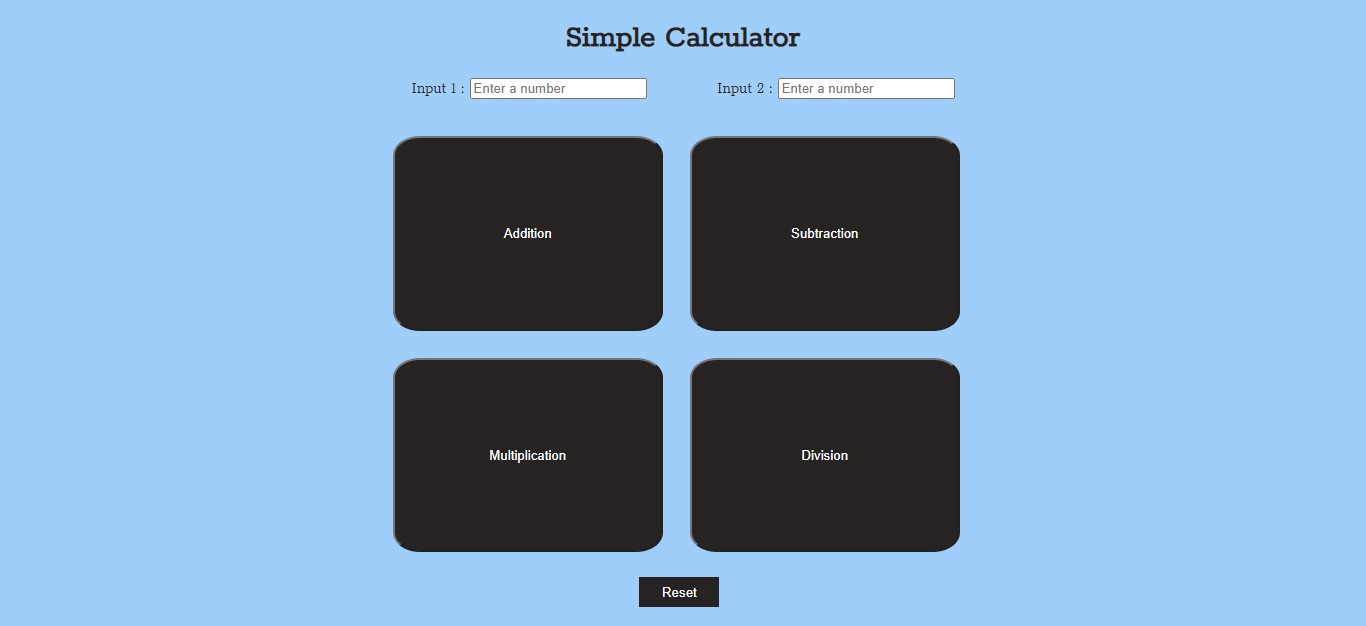 Simple Calculator
Input 1 : Enter a number
Input 2 : Enter a number
Addition
Subtraction
Multiplication
Division
Reset